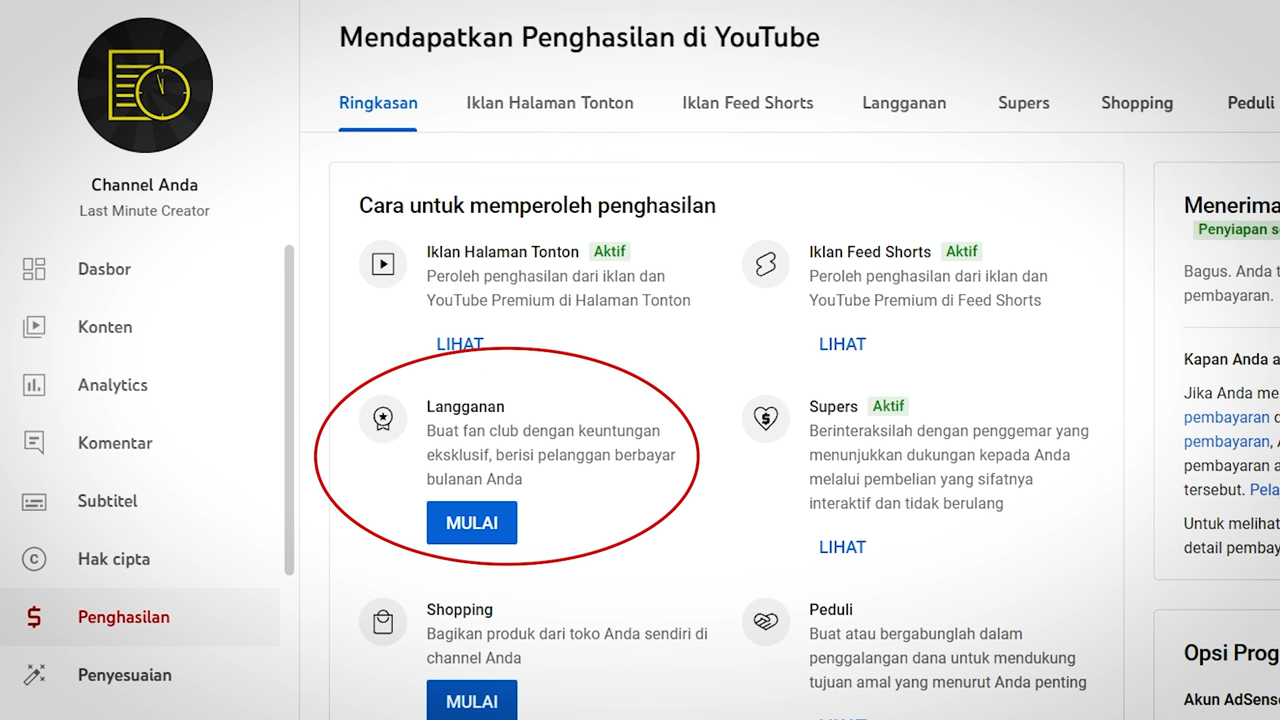 Mendapatkan Penghasilan di YouTube
Ringkasan
Iklan Halaman Tonton
Iklan Feed Shorts
Langganan
Supers
Shopping
Peduli
Channel Anda
Last Minute Creator
Dasbor
Konten
Analytics
Komentar
Subtitel
Hak cipta
Penghasilan
Penyesuaian
Cara untuk memperoleh penghasilan
Iklan Halaman Tonton Aktif
Peroleh penghasilan dari iklan dan
YouTube Premium di Halaman Tonton
LIHAT
Iklan Feed Shorts Aktif
Peroleh penghasilan dari iklan dan
YouTube Premium di Feed Shorts
LIHAT
Langganan
Buat fan club dengan keuntungan
eksklusif, berisi pelanggan berbayar
bulanan Anda
MULAI
Supers Aktif
Berinteraksilah dengan penggemar yang
menunjukkan dukungan kepada Anda
melalui pembelian yang sifatnya
interaktif dan tidak berulang
LIHAT
Shopping
Bagikan produk dari toko Anda sendiri di
channel Anda
MULAI
Peduli
Buat atau bergabunglah dalam
penggalangan dana untuk mendukung
tujuan amal yang menurut Anda penting
Menerima
Penyiapan
Bagus. Anda
pembayaran.
Kapan Anda
Jika Anda
pembayaran
pembayaran,
pembayaran
tersebut.
Untuk melihat
detail
Opsi
Akun